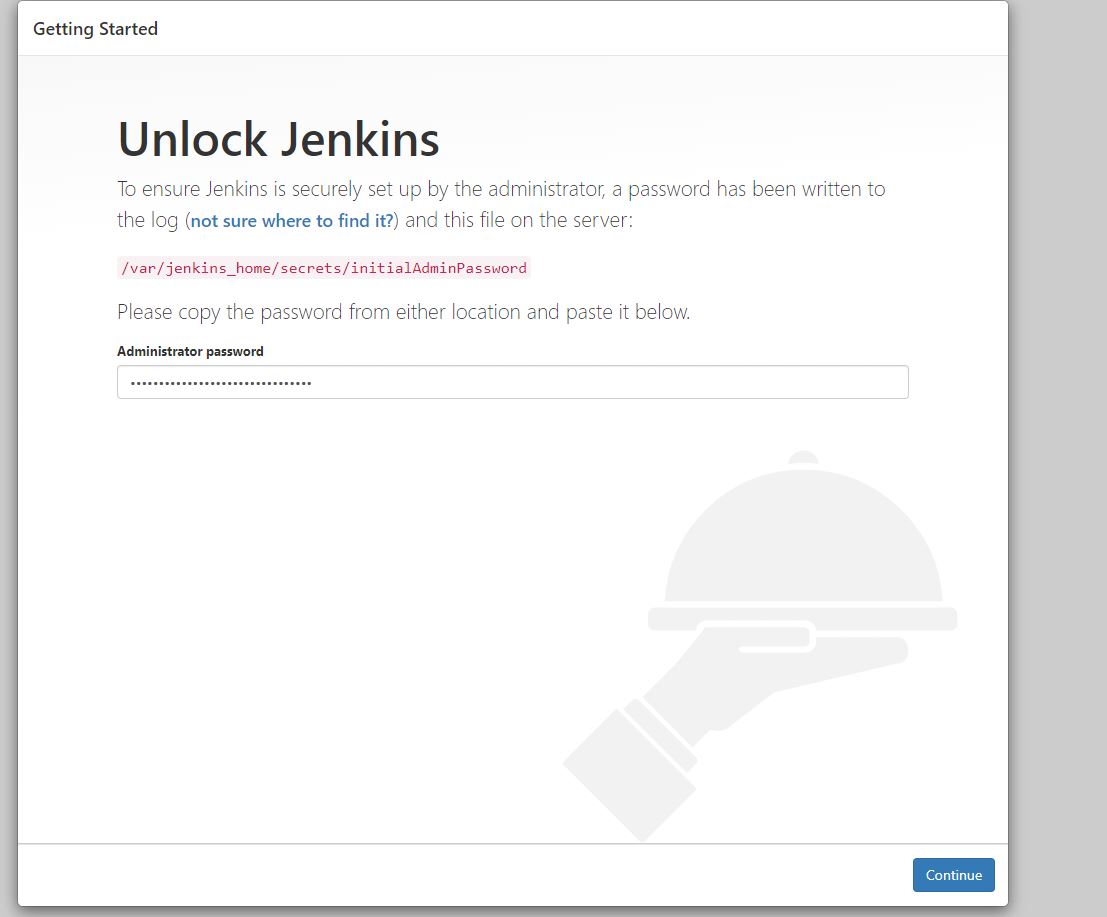 Getting Started
Unlock Jenkins
To ensure Jenkins is securely set up by the administrator, a password has been written to
the log (not sure where to find it?) and this file on the server:
/var/jenkins_home/secrets/initialAdminPassword
Please copy the password from either location and paste it below.
Administrator password
••••••••••••••••••••••••••••••••
Continue